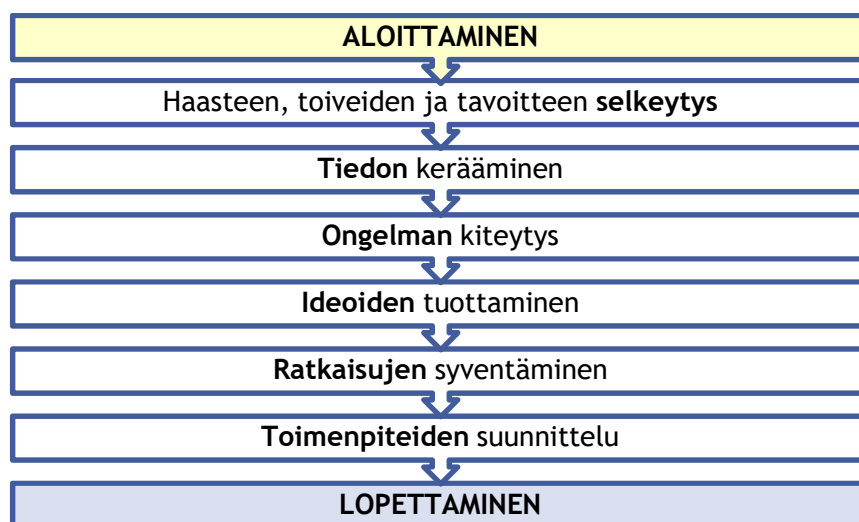 ALOITTAMINEN
Haasteen, toiveiden ja tavoitteen selkeytys
Tiedon kerääminen
Ongelman kiteytys
Ideoiden tuottaminen
Ratkaisujen syventäminen
Toimenpiteiden suunnittelu
LOPETTAMINEN